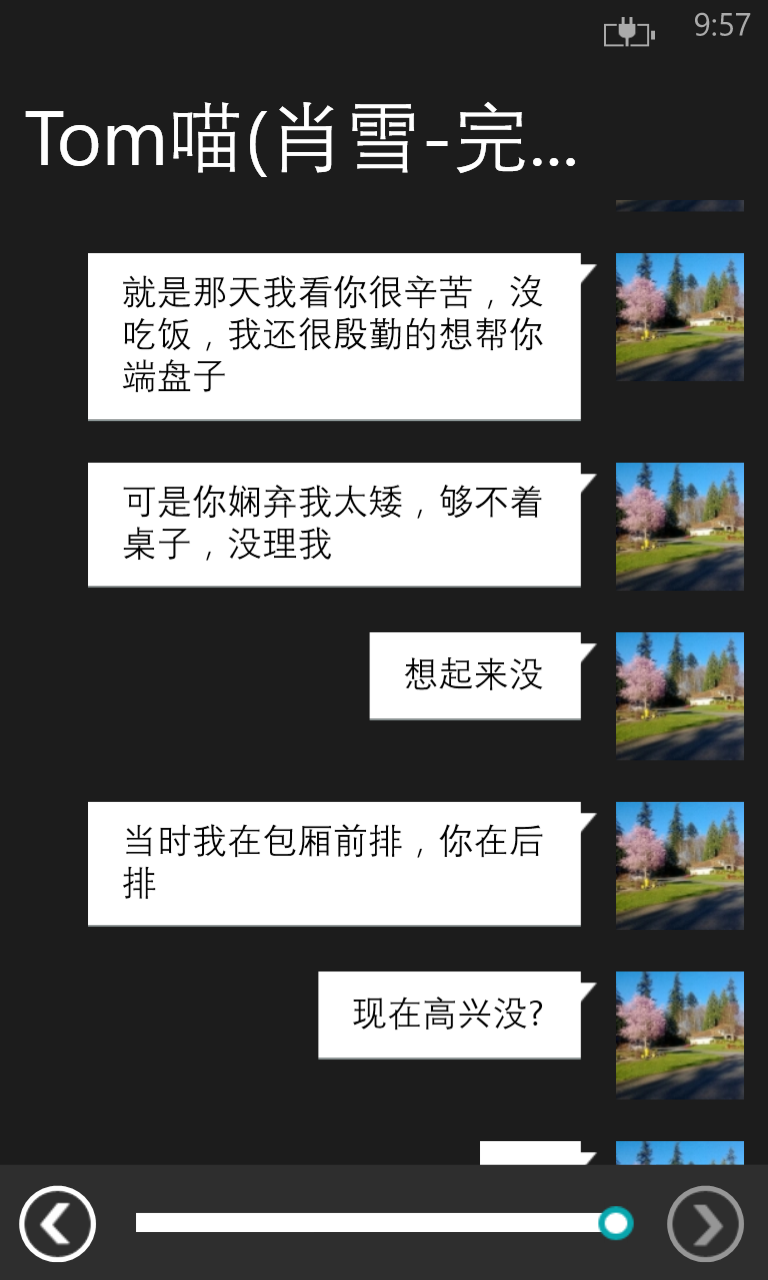 9:57
Tom喵(肖雪-完...
就是那天我看你很辛苦，沒
吃饭，我还很殷勤的想帮你
端盘子
可是你娴弃我太矮，够不着
桌子，没理我
想起来没
当时我在包厢前排，你在后
排
现在高兴没?